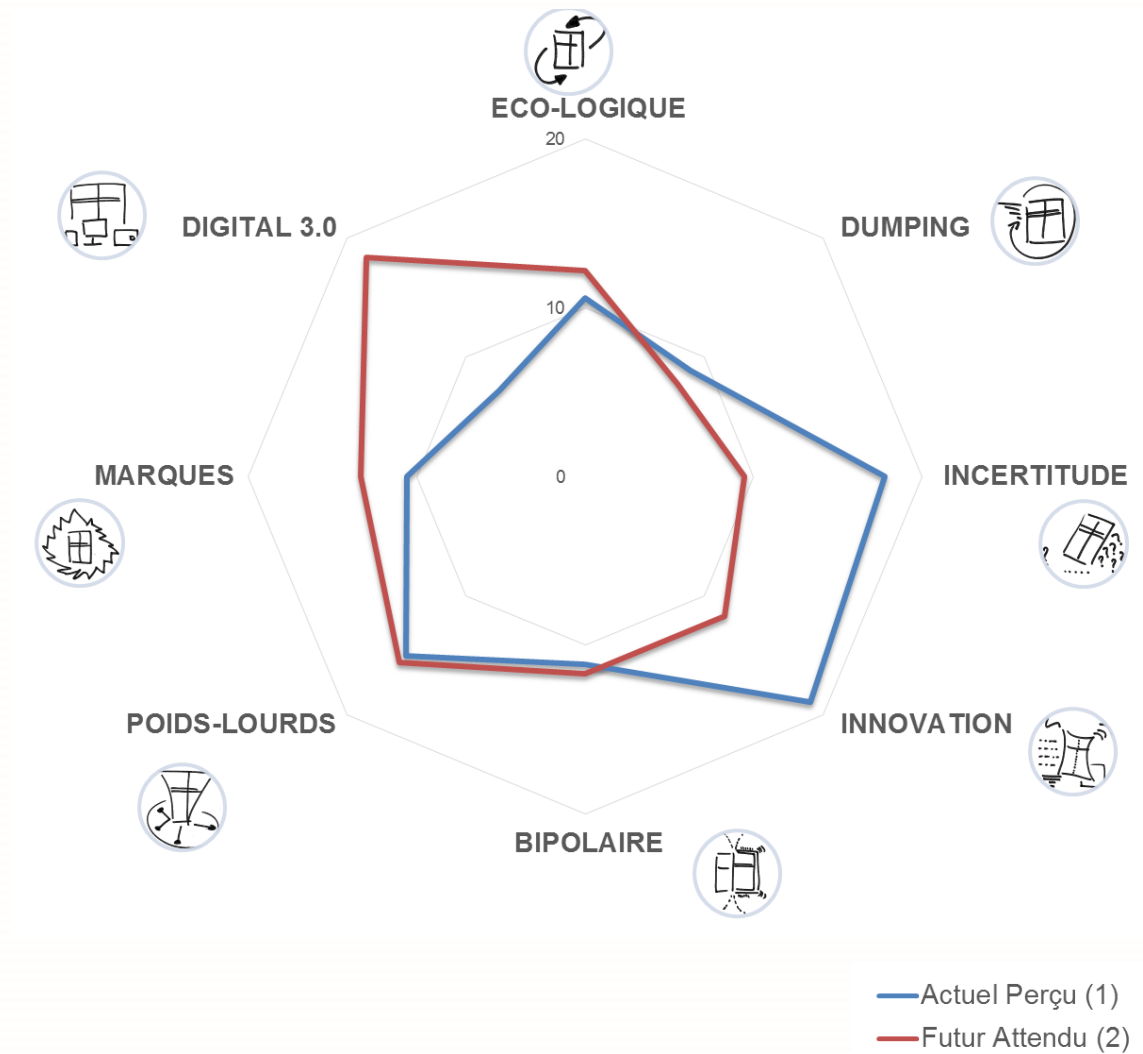 ECO-LOGIQUE
20
DIGITAL 3.0
DUMPING
10
MARQUES
0
INCERTITUDE
POIDS-LOURDS
INNOVATION
BIPOLAIRE
Actuel Perçu (1)
Futur Attendu (2)